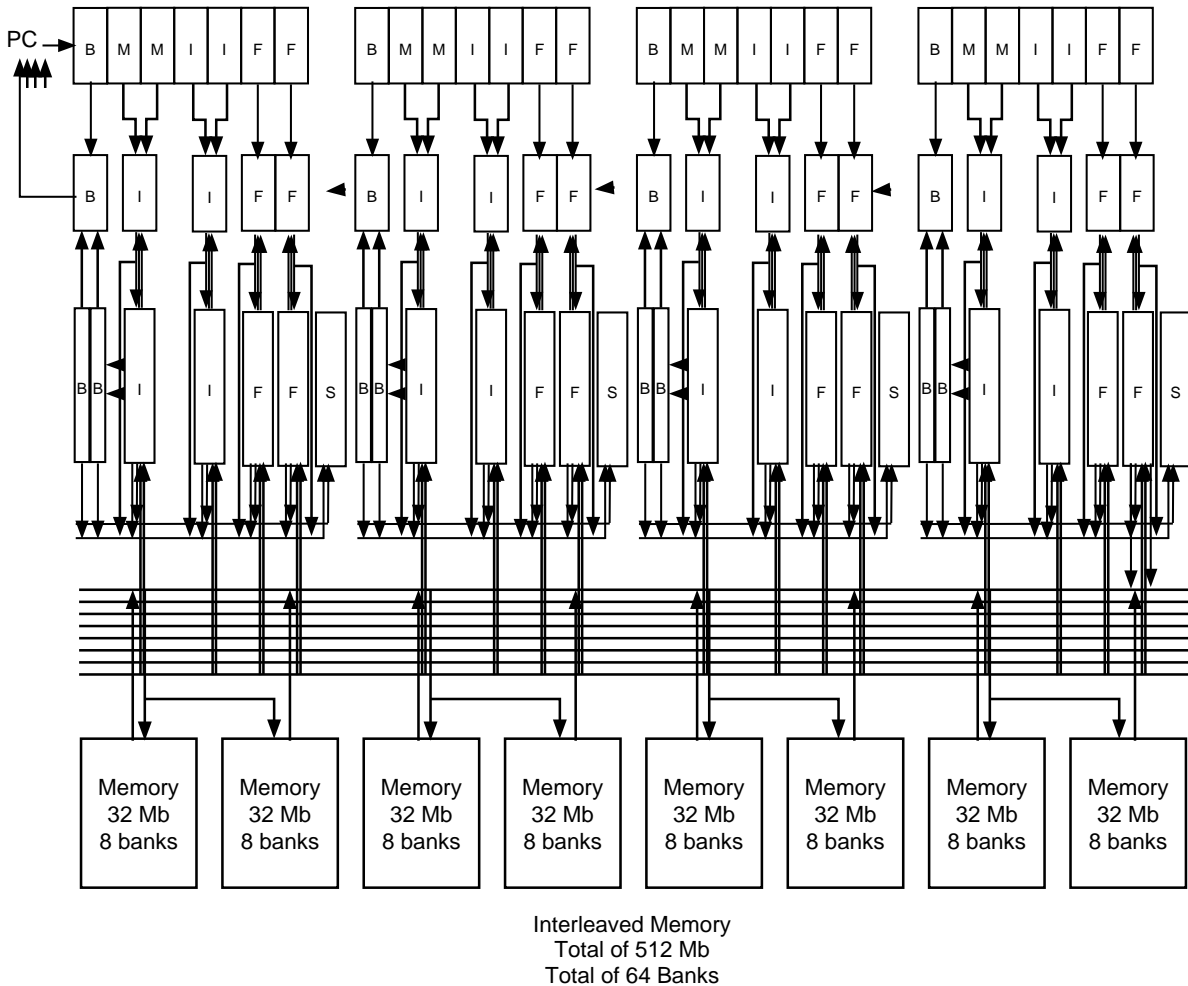 PC B M M I I F F B M M I I F F B M M I I F F B M M I I F F
B I I F F B I I F F B I I F F B I I F F
B B I I F F S B B I I F F S B B I I F F S B B I I F F S
Memory Memory Memory Memory Memory Memory Memory Memory
32 Mb 32 Mb 32 Mb 32 Mb 32 Mb 32 Mb 32 Mb 32 Mb
8 banks 8 banks 8 banks 8 banks 8 banks 8 banks 8 banks 8 banks
Interleaved Memory
Total of 512 Mb
Total of 64 Banks